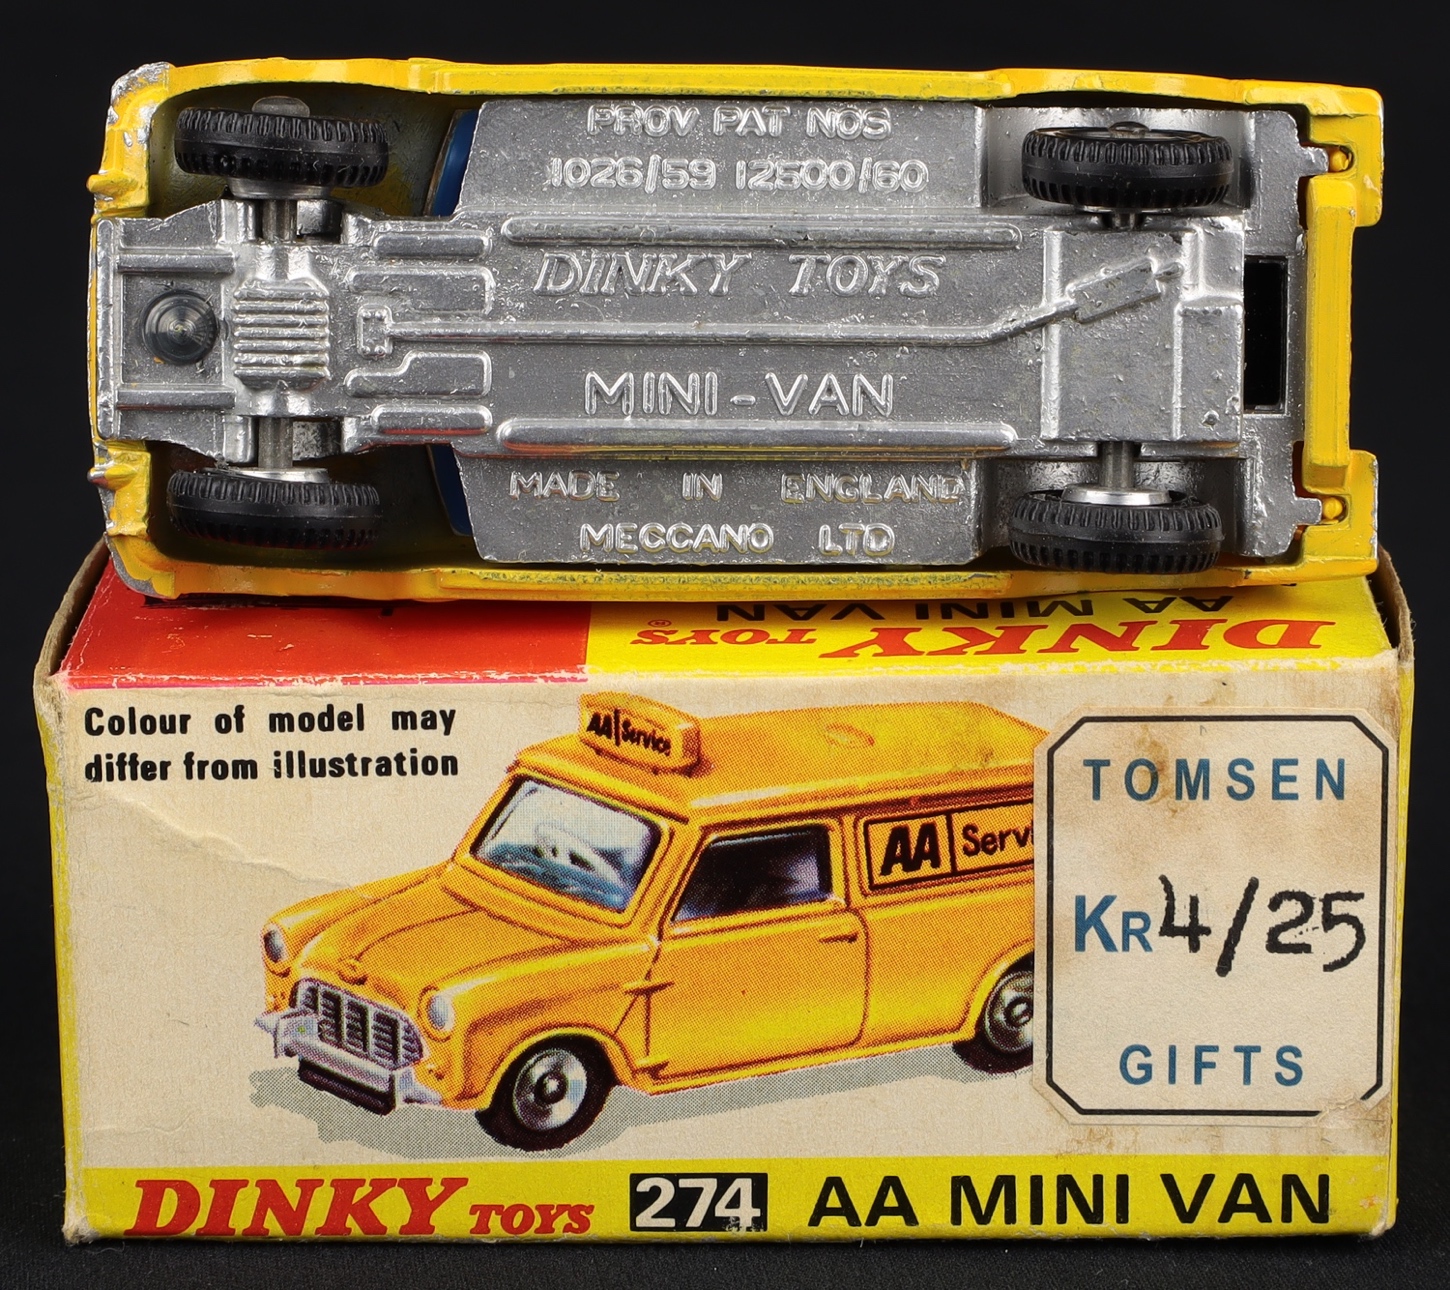 PROV PAT NOS
1026/59 12500/60
DINKY TOYS
MINI-VAN
MADE IN ENGLAND
MECCANO LTD
DINKY TOYS®
AA MINI VAN
Colour of model may
differ from illustration
AA Service
AA Servi
TOMSEN
KR 4/25
GIFTS
DINKY TOYS 274 AA MINI VAN